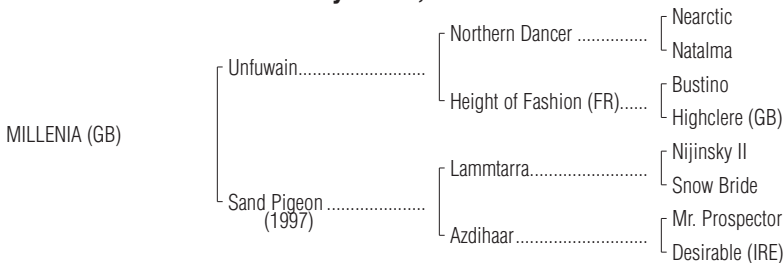 Nearctic
Northern Dancer ...............
Natalma
Unfuwain...........................
Bustino
Height of Fashion (FR)......
Highclere (GB)
MILLENIA (GB)
Nijinsky II
Lammtarra.........................
Snow Bride
Sand Pigeon .....................
(1997)
Mr. Prospector
Azdihaar............................
Desirable (IRE)